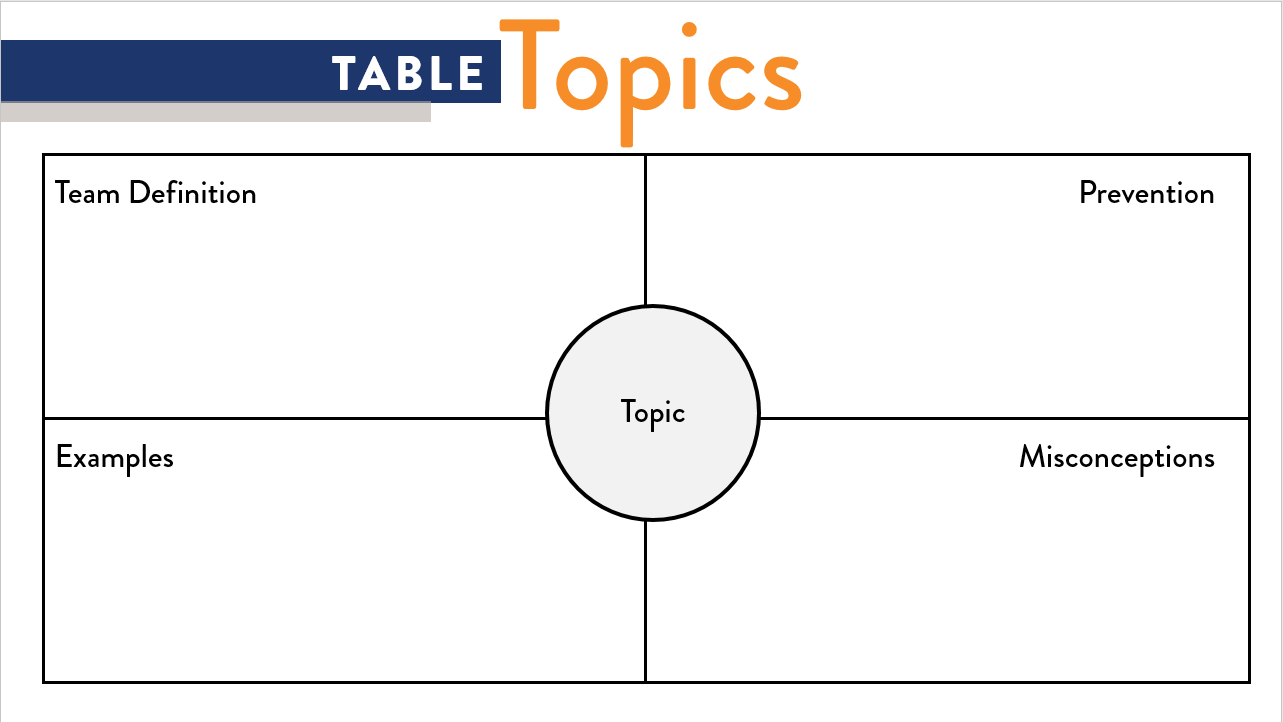 TABLE Topics
Team Definition
Prevention
Topic
Examples
Misconceptions